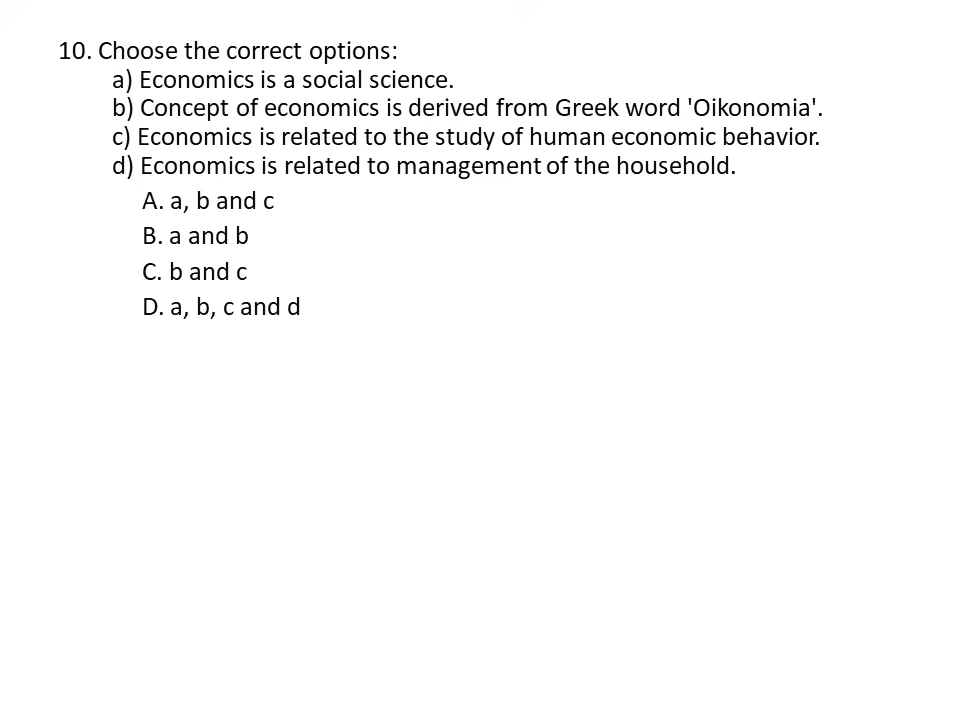 10. Choose the correct options:
a) Economics is a social science.
b) Concept of economics is derived from Greek word 'Oikonomia'.
c) Economics is related to the study of human economic behavior.
d) Economics is related to management of the household.
A. a, b and c
B. a and b
C. b and c
D. a, b, c and d